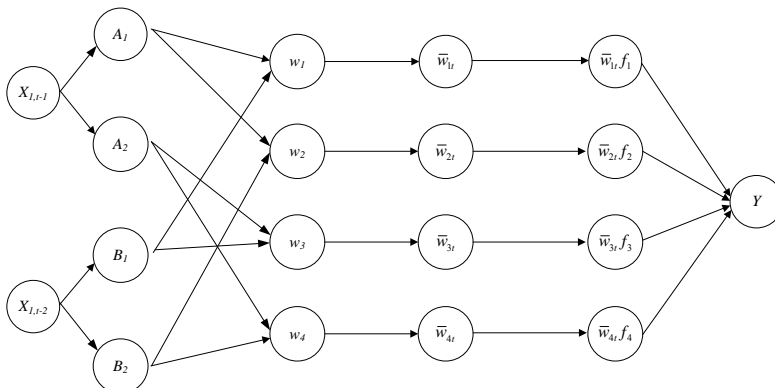 X₁,ₜ₋₁
A₁
A₂
X₁,ₜ₋₂
B₁
B₂
w₁
w₂
w₃
w₄
w̅₁ₜ
w̅₂ₜ
w̅₃ₜ
w̅₄ₜ
w̅₁ₜ f₁
w̅₂ₜ f₂
w̅₃ₜ f₃
w̅₄ₜ f₄
Y